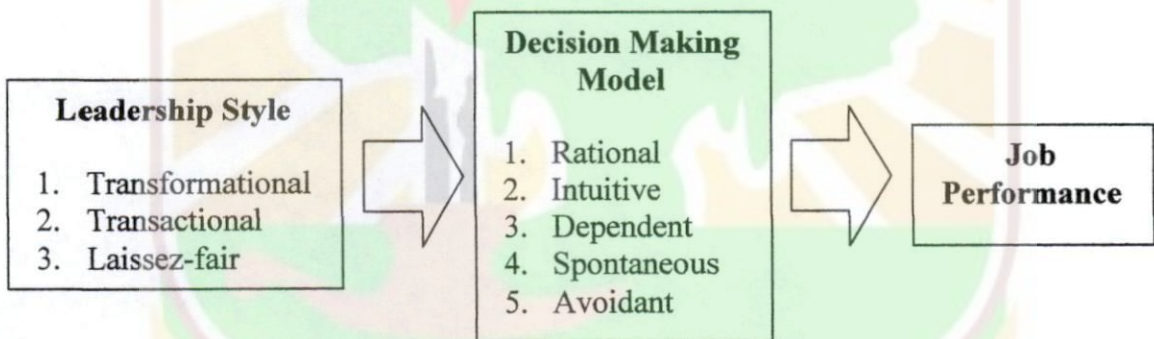 Leadership Style
1. Transformational
2. Transactional
3. Laissez-fair
Decision Making
Model
1. Rational
2. Intuitive
3. Dependent
4. Spontaneous
5. Avoidant
Job
Performance